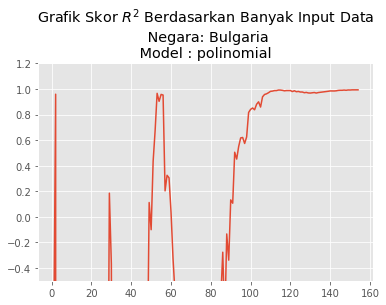 Grafik Skor R² Berdasarkan Banyak Input Data
Negara: Bulgaria
Model : polinomial
1.2
1.0
0.8
0.6
0.4
0.2
0.0
−0.2
−0.4
0 20 40 60 80 100 120 140 160